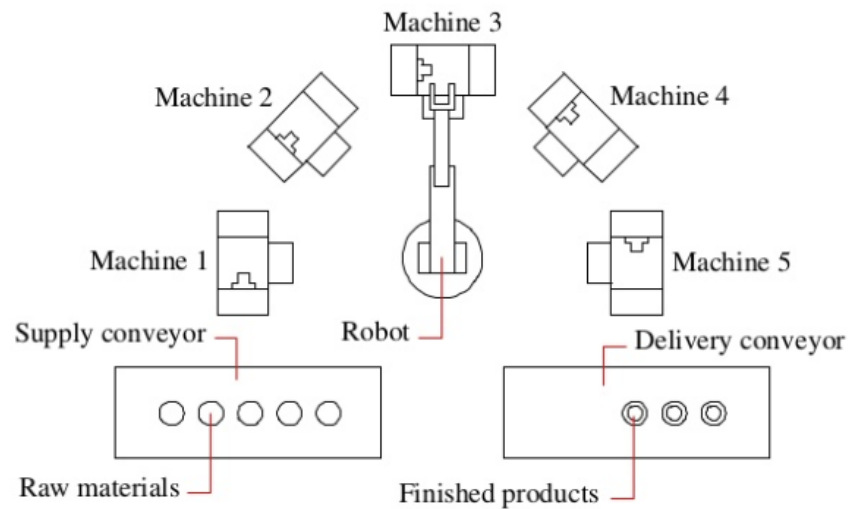 Machine 3
Machine 2
Machine 4
Machine 1
Machine 5
Supply conveyor
Robot
Delivery conveyor
Raw materials
Finished products